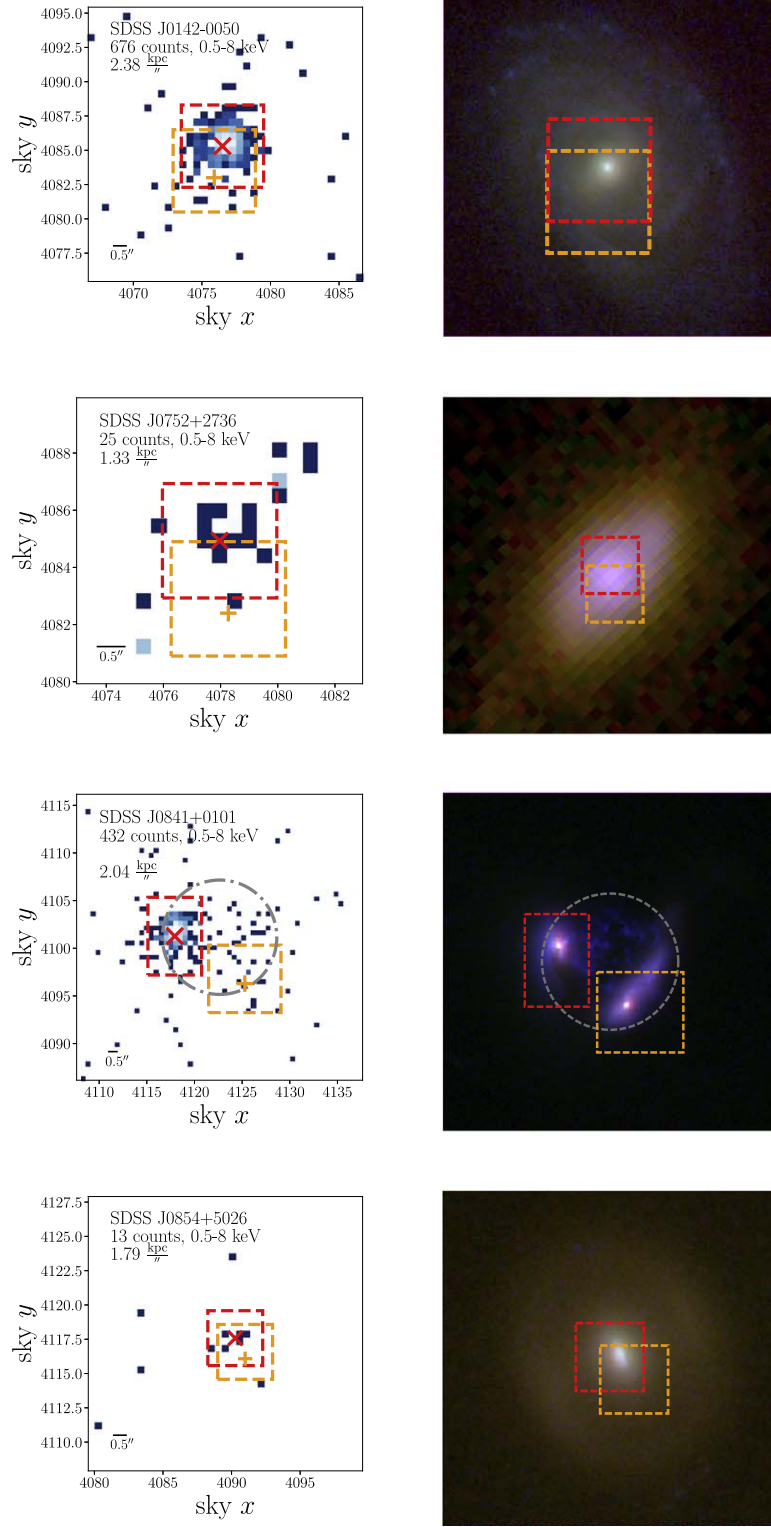 4095.0
4092.5
4090.0
4087.5
4085.0
4082.5
4080.0
4077.5
sky y
SDSS J0142-0050
676 counts, 0.5-8 keV
2.38 kpc/″
0.5″
4070 4075 4080 4085
sky x
4088
4086
4084
4082
4080
sky y
SDSS J0752+2736
25 counts, 0.5-8 keV
1.33 kpc/″
0.5″
4074 4076 4078 4080 4082
sky x
4115
4110
4105
4100
4095
4090
sky y
SDSS J0841+0101
432 counts, 0.5-8 keV
2.04 kpc/″
0.5″
4110 4115 4120 4125 4130 4135
sky x
4127.5
4125.0
4122.5
4120.0
4117.5
4115.0
4112.5
4110.0
sky y
SDSS J0854+5026
13 counts, 0.5-8 keV
1.79 kpc/″
0.5″
4080 4085 4090 4095
sky x